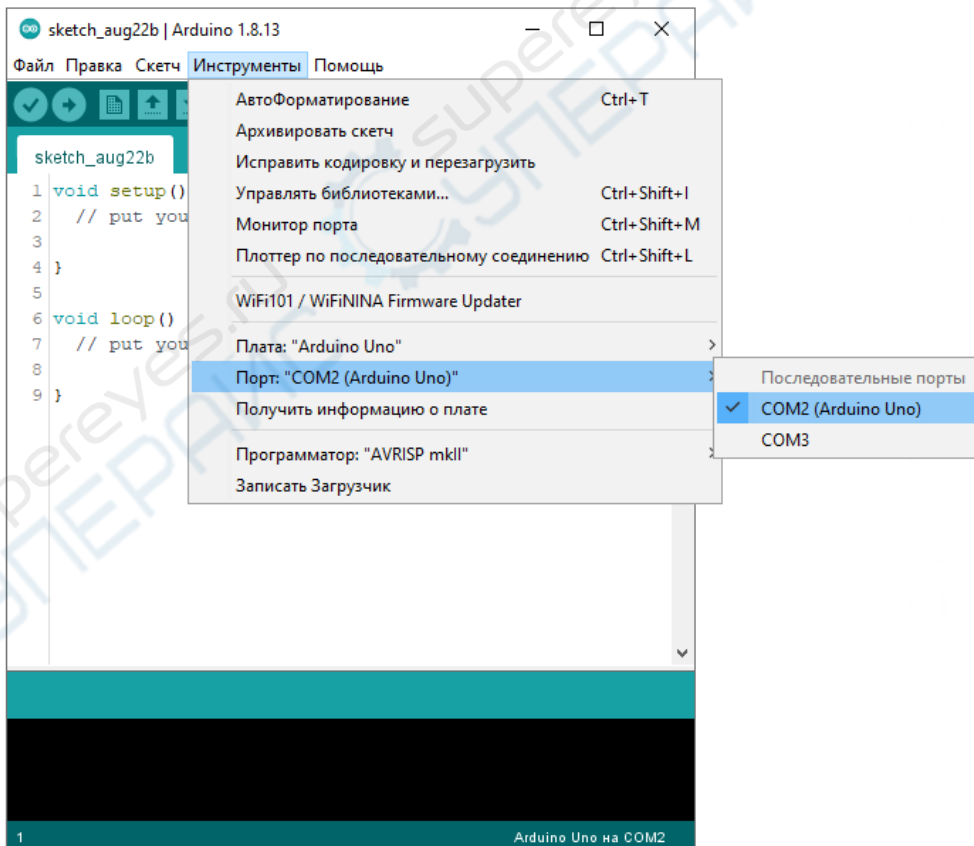 sketch_aug22b | Arduino 1.8.13
Файл Правка Скетч Инструменты Помощь
АвтоФорматирование Ctrl+T
Архивировать скетч
Исправить кодировку и перезагрузить
Управлять библиотеками... Ctrl+Shift+I
Монитор порта Ctrl+Shift+M
Плоттер по последовательному соединению Ctrl+Shift+L
WiFi101 / WiFiNINA Firmware Updater
Плата: "Arduino Uno"
Порт: "COM2 (Arduino Uno)"
Получить информацию о плате
Программатор: "AVRISP mkII"
Записать Загрузчик
Последовательные порты
COM2 (Arduino Uno)
COM3
sketch_aug22b
1 void setup()
2 // put you
3
4 }
5
6 void loop()
7 // put you
8
9 }
1 Arduino Uno на COM2